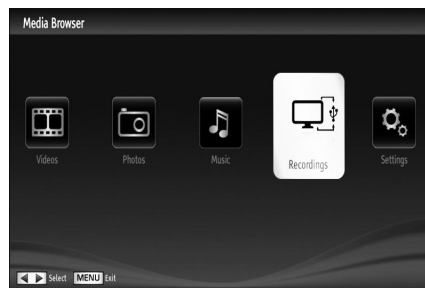 Media Browser
Videos
Photos
Music
Recordings
Settings
Select MENU Exit